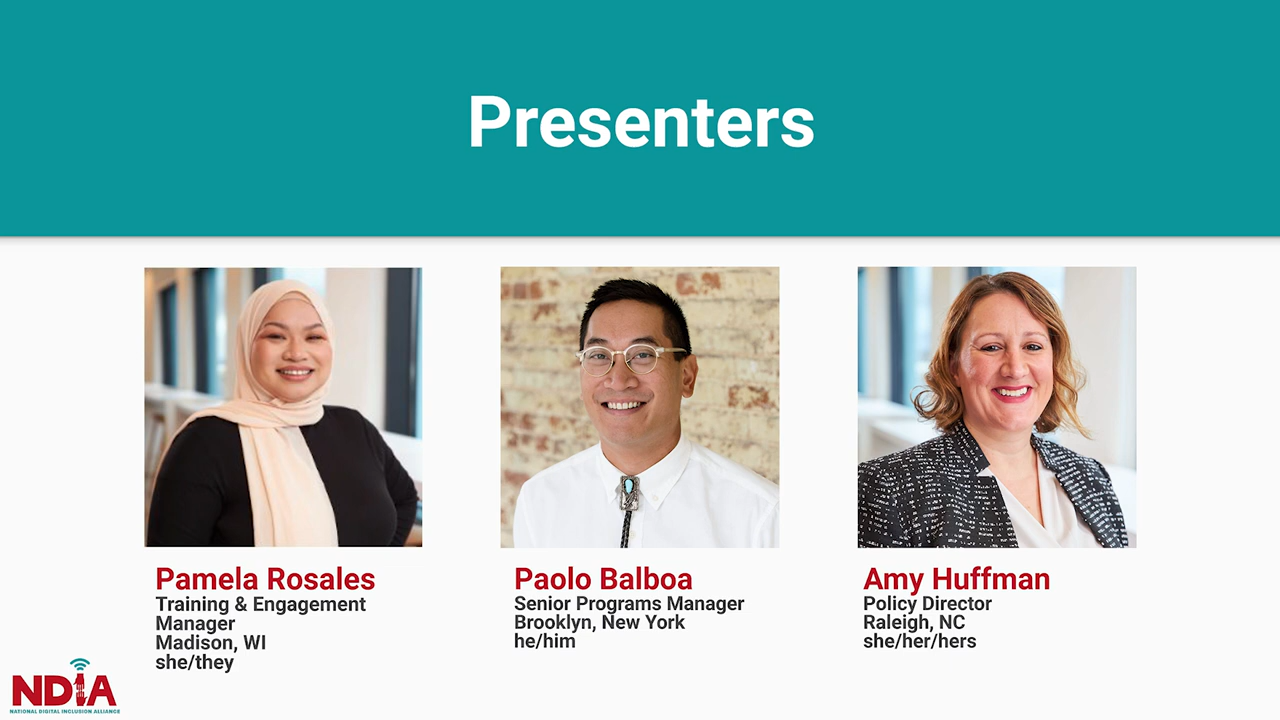 Presenters
Pamela Rosales
Training & Engagement
Manager
Madison, WI
she/they
Paolo Balboa
Senior Programs Manager
Brooklyn, New York
he/him
Amy Huffman
Policy Director
Raleigh, NC
she/her/hers
NDIA
NATIONAL DIGITAL INCLUSION ALLIANCE